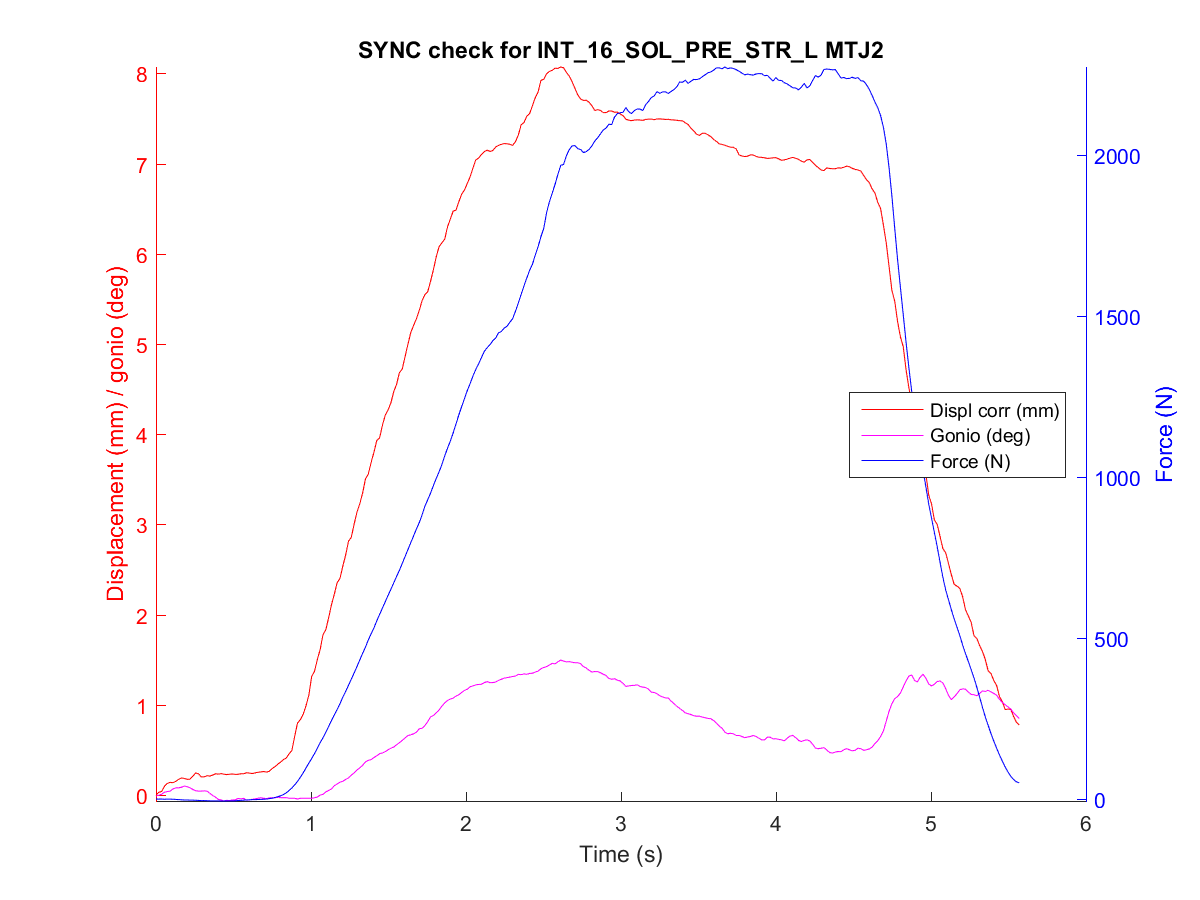 SYNC check for INT_16_SOL_PRE_STR_L MTJ2
8
7
6
5
4
3
2
1
0
Displacement (mm) / gonio (deg)
2000
1500
1000
500
0
Force (N)
Displ corr (mm)
Gonio (deg)
Force (N)
0 1 2 3 4 5 6
Time (s)